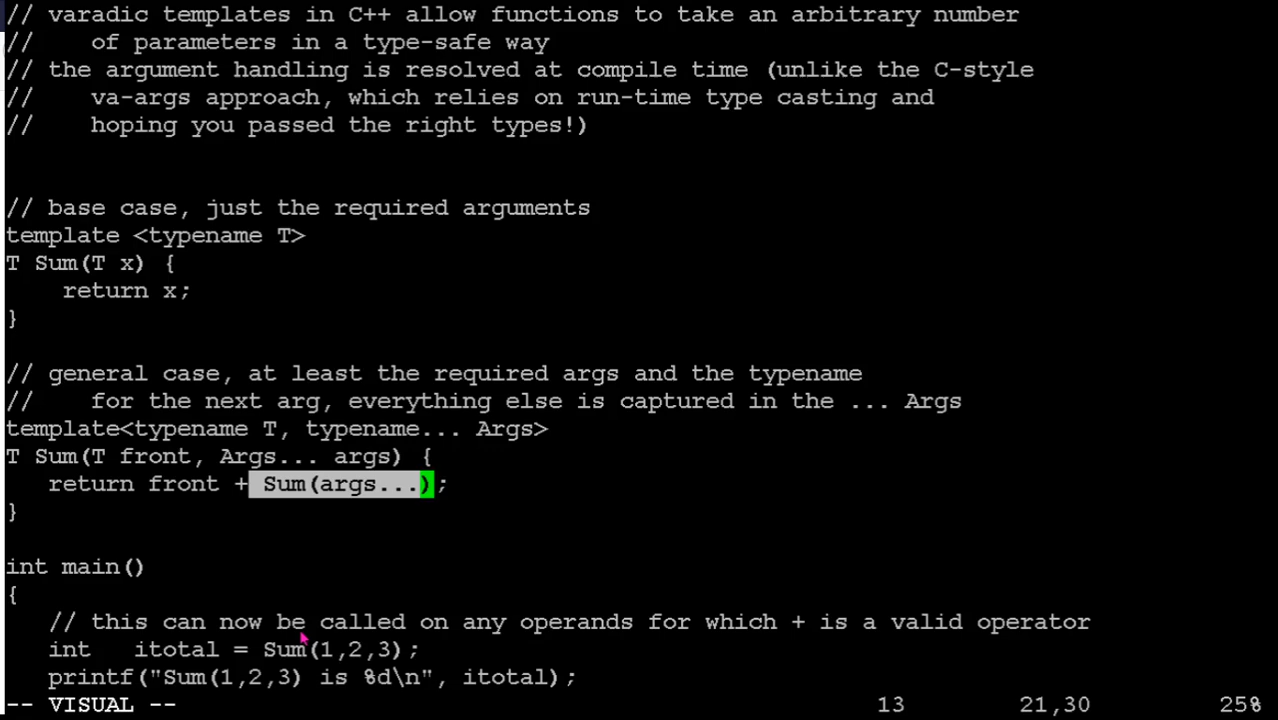 // varadic templates in C++ allow functions to take an arbitrary number
//    of parameters in a type-safe way
// the argument handling is resolved at compile time (unlike the C-style
//    va-args approach, which relies on run-time type casting and
//    hoping you passed the right types!)
// base case, just the required arguments
template <typename T>
T Sum(T x) {
    return x;
}
// general case, at least the required args and the typename
//    for the next arg, everything else is captured in the ... Args
template<typename T, typename... Args>
T Sum(T front, Args... args) {
   return front + Sum(args...);
}
int main()
{
   // this can now be called on any operands for which + is a valid operator
   int   itotal = Sum(1,2,3);
   printf("Sum(1,2,3) is %d\n", itotal);
-- VISUAL --    13    21,30    25%